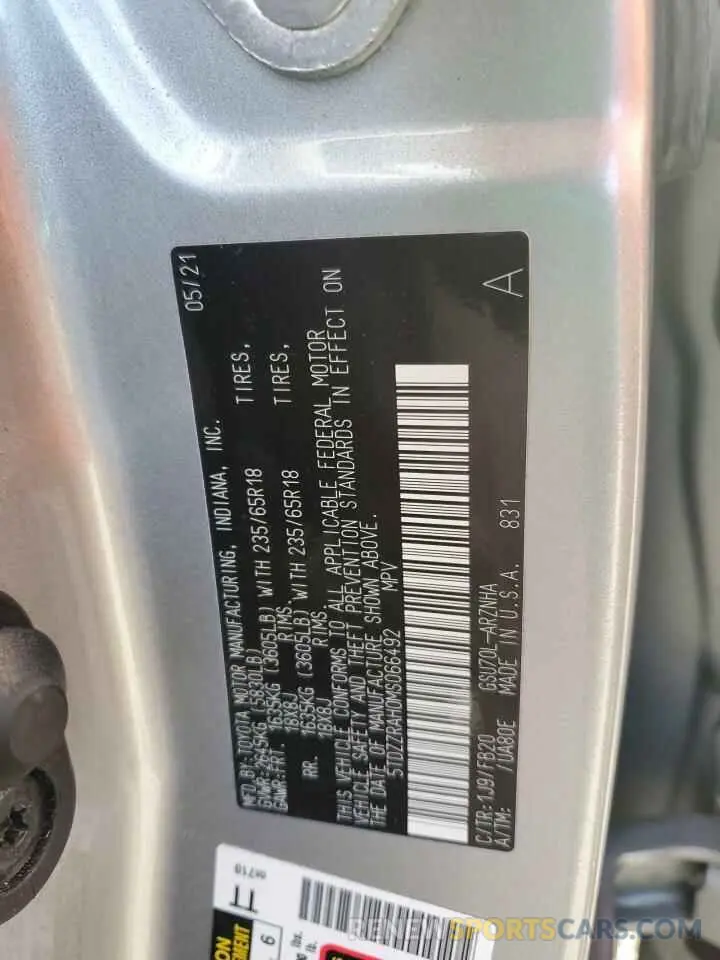 MFD. BY: TOYOTA MOTOR MANUFACTURING, INDIANA, INC. 05/21
GVWR: 2645KG (5830LB)
GAWR: FRT. 1635KG (3605LB) WITH 235/65R18 TIRES,
18X8J RIMS.
RR. 1635KG (3605LB) WITH 235/65R18 TIRES,
18X8J RIMS.
THIS VEHICLE CONFORMS TO ALL APPLICABLE FEDERAL MOTOR
VEHICLE SAFETY AND THEFT PREVENTION STANDARDS IN EFFECT ON
THE DATE OF MANUFACTURE SHOWN ABOVE.
5TDZZRAH0MS066492 MPV
C/TR: 1J9/FB20 GSU70L-ARZNHA
A/TM: /UA80E MADE IN U.S.A. 831
A
6
lbs.
RENEWSPORTSCARS.COM